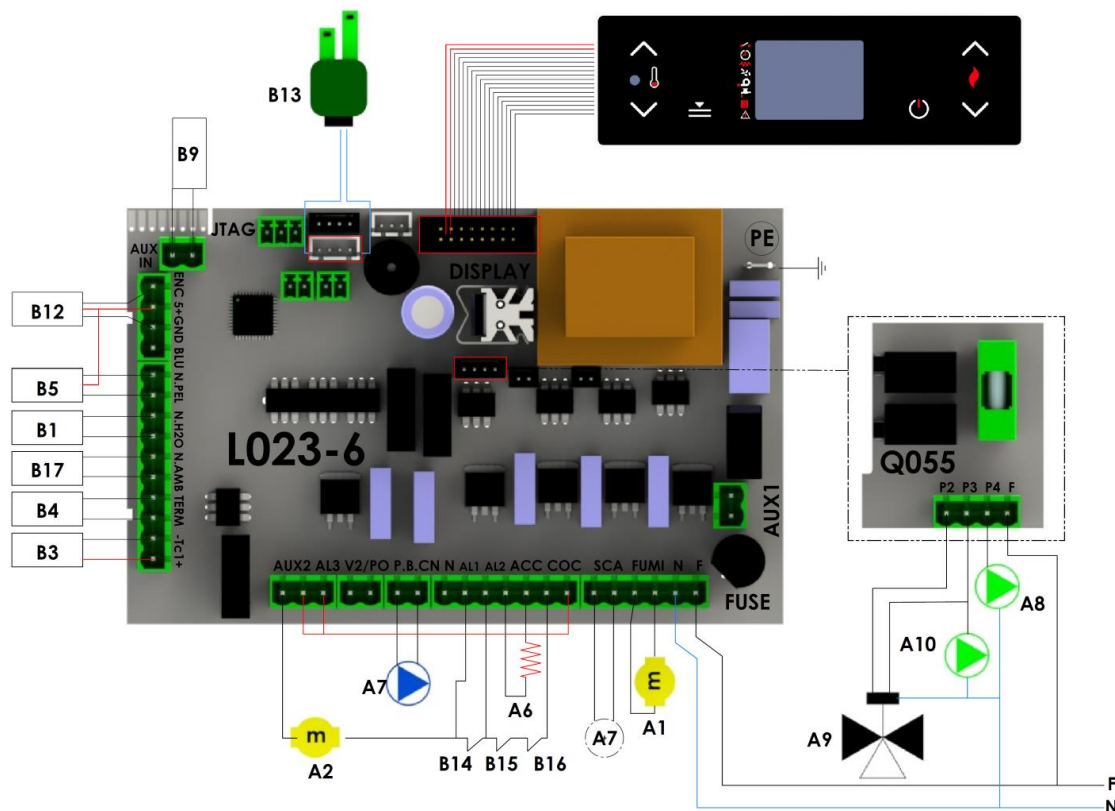 B13
B9
JTAG
PE
AUX
IN
DISPLAY
ENC 5+GND BLU N.PEL N.H2O N.AMB TERM -Tc1+
B12
B5
B1
B17
B4
B3
L023-6
Q055
P2 P3 P4 F
AUX1
AUX2 AL3 V2/PO P.B.CN N AL1 AL2 ACC COC SCA FUMI N F
FUSE
A8
A10
A7
A6
m
A1
m
A2
B14 B15 B16
A7
A9
F
N